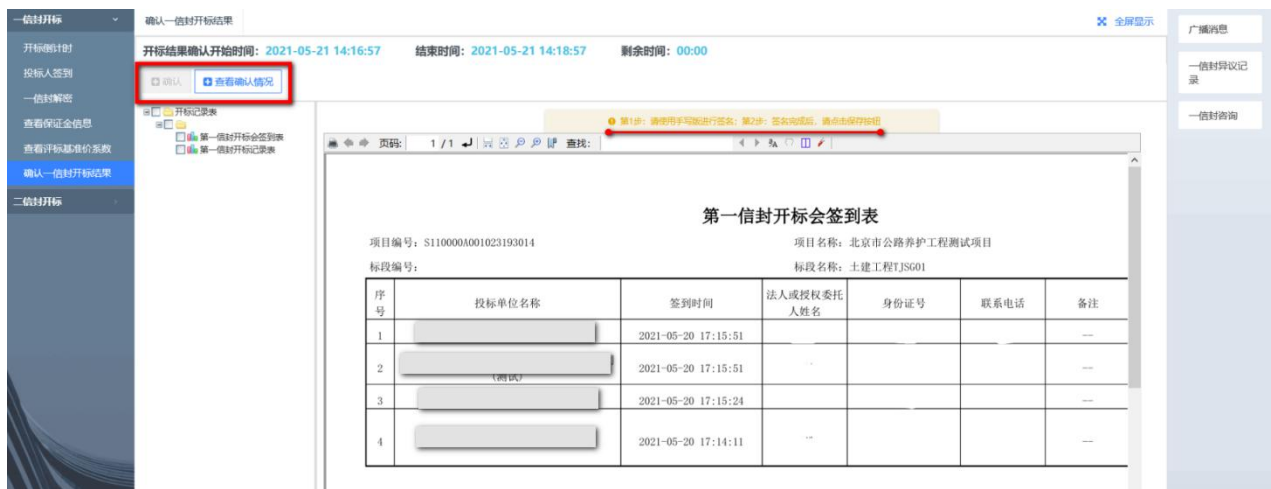 一信封开标
开标倒计时
投标人签到
一信封解密
查看保证金信息
查看评标基准价系数
确认一信封开标结果
二信封开标
确认一信封开标结果
全屏显示
开标结果确认开始时间：2021-05-21 14:16:57 结束时间：2021-05-21 14:18:57 剩余时间：00:00
确认 查看确认情况
开标记录表
第一信封开标会签到表
第一信封开标记录表
第1步：请使用手写版进行签名；第2步：签名完成后，请点击保存按钮
页码： 1 / 1 查找：
第一信封开标会签到表
项目编号：S110000A001023193014 项目名称：北京市公路养护工程测试项目
标段编号： 标段名称：土建工程TJSG01
序号 投标单位名称 签到时间 法人或授权委托人姓名 身份证号 联系电话 备注
1 2021-05-20 17:15:51 —
2 (测试) 2021-05-20 17:15:51 —
3 2021-05-20 17:15:24 —
4 2021-05-20 17:14:11 —
广播消息
一信封异议记录
一信封咨询